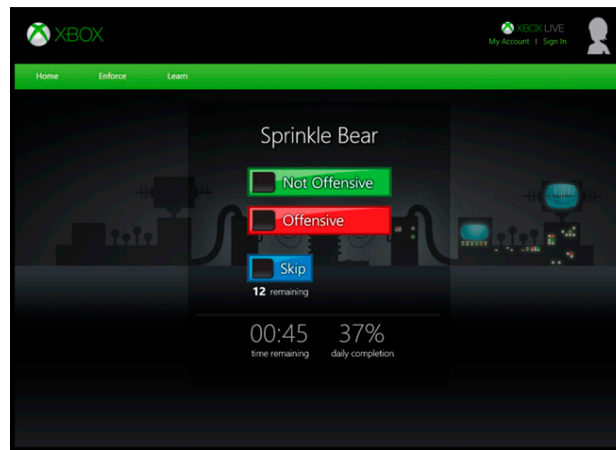 XBOX
XBOX LIVE
My Account | Sign In
Home Enforce Learn
Sprinkle Bear
Not Offensive
Offensive
Skip
12 remaining
00:45 37%
time remaining daily completion